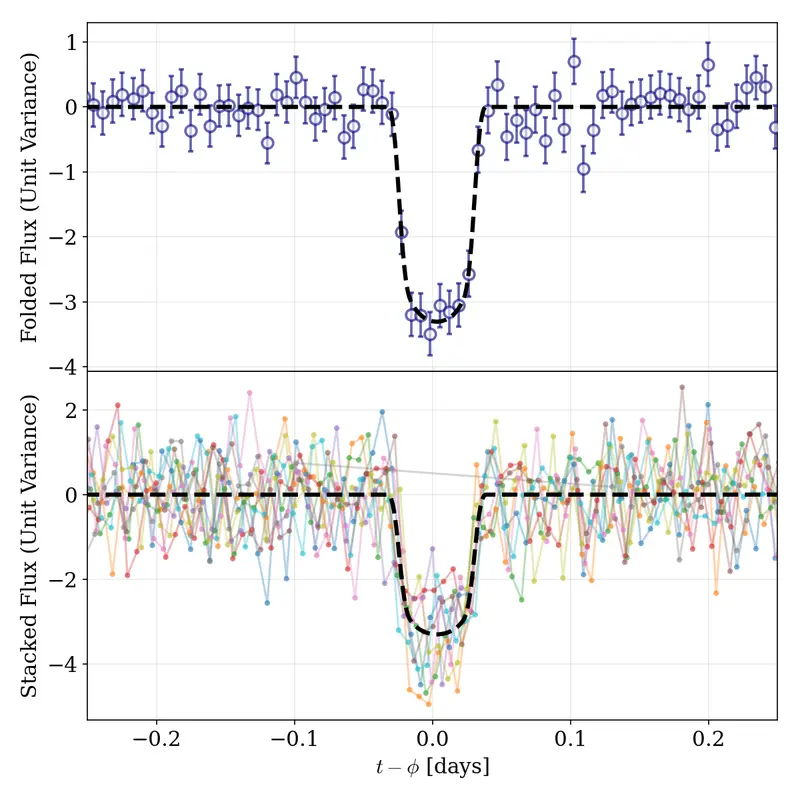 Folded Flux (Unit Variance)
1
0
−1
−2
−3
−4
Stacked Flux (Unit Variance)
2
0
−2
−4
−0.2 −0.1 0.0 0.1 0.2
t − ϕ [days]